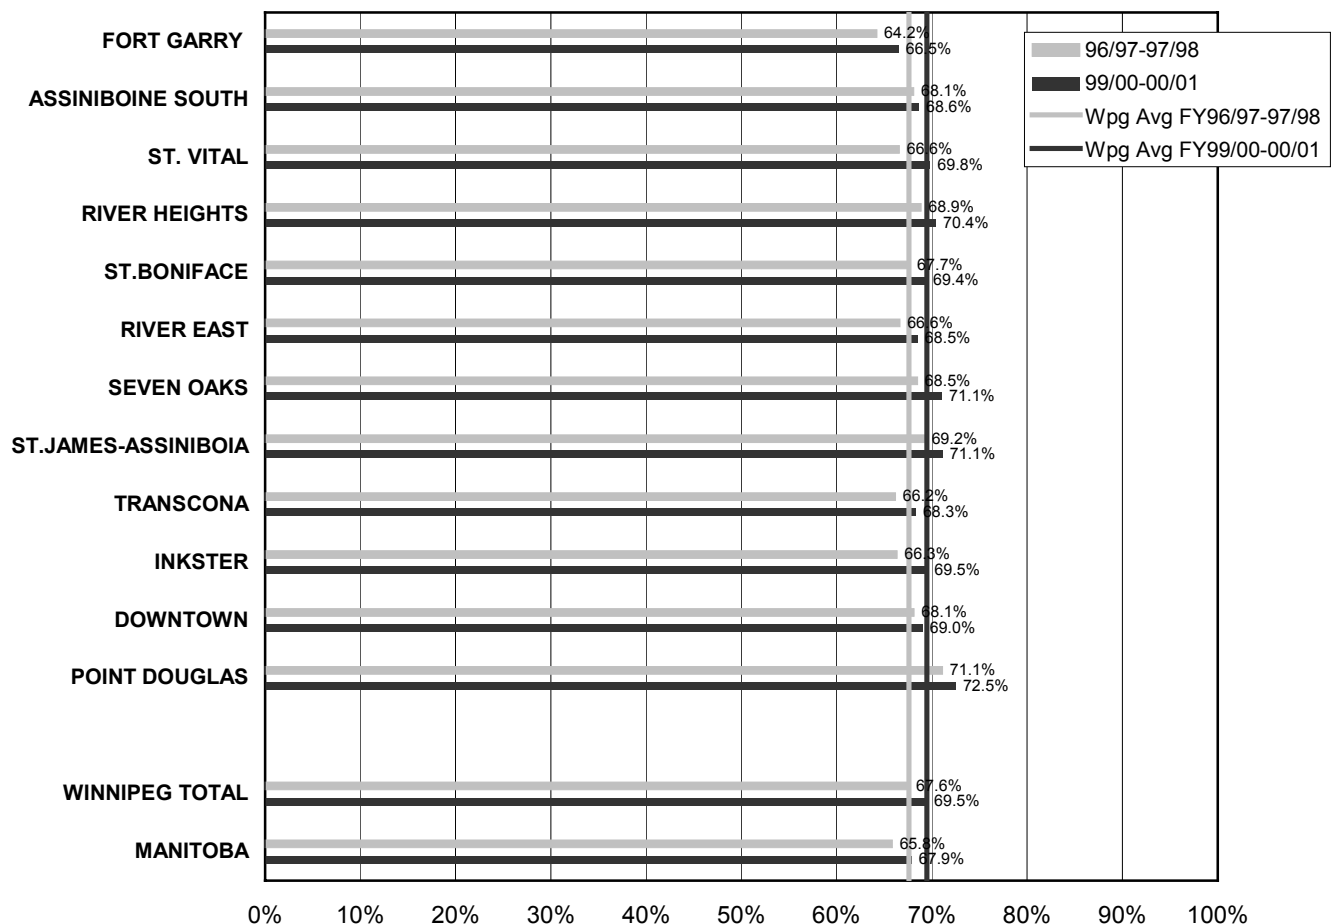 FORT GARRY
64.2%
66.5%
96/97-97/98
99/00-00/01
Wpg Avg FY96/97-97/98
Wpg Avg FY99/00-00/01
ASSINIBOINE SOUTH
68.1%
68.6%
ST. VITAL
66.6%
69.8%
RIVER HEIGHTS
68.9%
70.4%
ST.BONIFACE
67.7%
69.4%
RIVER EAST
66.6%
68.5%
SEVEN OAKS
68.5%
71.1%
ST.JAMES-ASSINIBOIA
69.2%
71.1%
TRANSCONA
66.2%
68.3%
INKSTER
66.3%
69.5%
DOWNTOWN
68.1%
69.0%
POINT DOUGLAS
71.1%
72.5%
WINNIPEG TOTAL
67.6%
69.5%
MANITOBA
65.8%
67.9%
0% 10% 20% 30% 40% 50% 60% 70% 80% 90% 100%